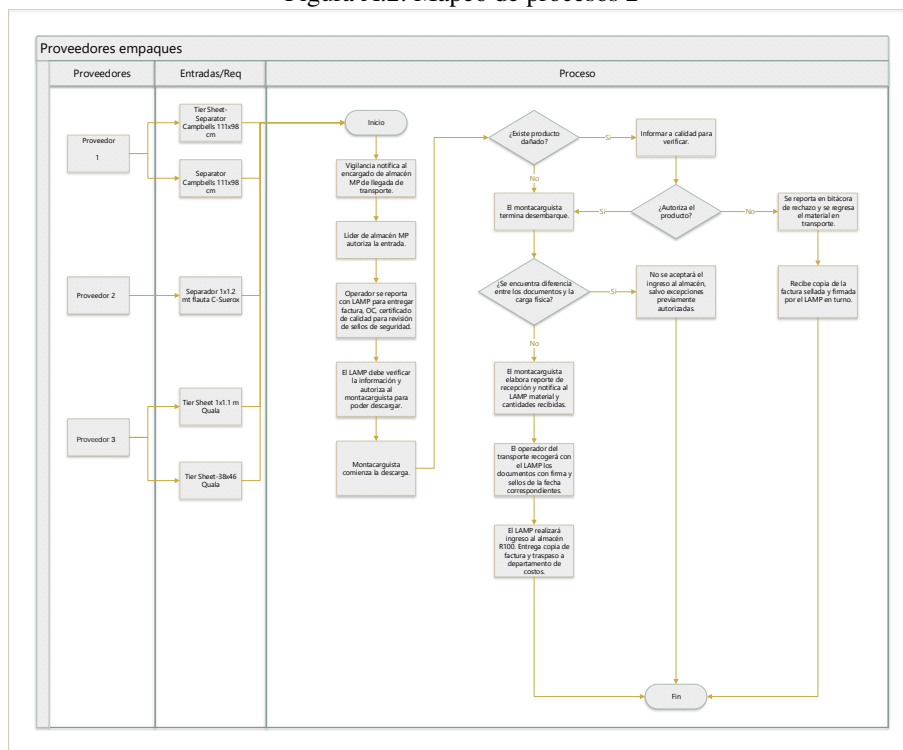 Figura A.2: Mapeo de procesos 2
Proveedores empaques
Proveedores
Entradas/Req
Proceso
Proveedor
1
Proveedor 2
Proveedor 3
Tier Sheet-
Separator
Campbells 111x98
cm
Separator
Campbells 111x98
cm
Separador 1x1.2
mt flauta C-Suerox
Tier Sheet 1x1.1 m
Quala
Tier Sheet-38x46
Quala
Inicio
Vigilancia notifica al
encargado de almacén
MP de llegada de
transporte.
Líder de almacén MP
autoriza la entrada.
Operador se reporta
con LAMP para entregar
factura, OC, certificado
de calidad para revisión
de sellos de seguridad.
El LAMP debe verificar
la información y
autoriza al
montacarguista para
poder descargar.
Montacarguista
comienza la descarga.
¿Existe producto
dañado?
Si
Informar a calidad para
verificar.
No
El montacarguista
termina desembarque.
Si
¿Autoriza el
producto?
No
Se reporta en bitácora
de rechazo y se regresa
el material en
transporte.
¿Se encuentra diferencia
entre los documentos y la
carga física?
Si
No se aceptará el
ingreso al almacén,
salvo excepciones
previamente
autorizadas.
Recibe copia de la
factura sellada y firmada
por el LAMP en turno.
No
El montacarguista
elabora reporte de
recepción y notifica al
LAMP material y
cantidades recibidas.
El operador del
transporte recogerá con
el LAMP los
documentos con firma y
sellos de la fecha
correspondientes.
El LAMP realizará
ingreso al almacén
R100. Entrega copia de
factura y traspaso a
departamento de
costos.
Fin